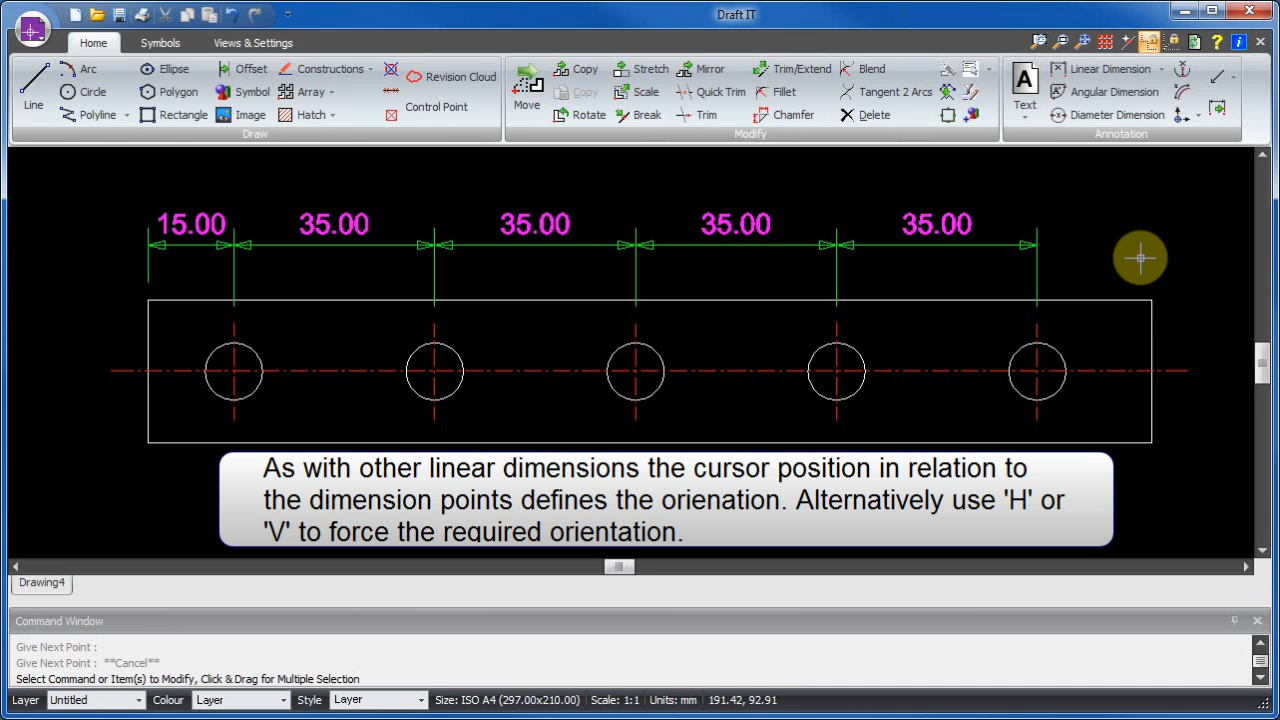 Draft IT
Home Symbols Views & Settings
Line
Arc
Circle
Polyline
Ellipse
Polygon
Rectangle
Offset
Symbol
Image
Constructions
Array
Hatch
Revision Cloud
Control Point
Draw
Move
Copy
Copy
Rotate
Stretch
Scale
Break
Mirror
Quick Trim
Trim
Trim/Extend
Fillet
Chamfer
Blend
Tangent 2 Arcs
Delete
Modify
A
Text
Linear Dimension
Angular Dimension
Diameter Dimension
Annotation
15.00 35.00 35.00 35.00 35.00
As with other linear dimensions the cursor position in relation to
the dimension points defines the orienation. Alternatively use 'H' or
'V' to force the required orientation.
Drawing4
Command Window
Give Next Point :
Give Next Point : **Cancel**
Select Command or Item(s) to Modify, Click & Drag for Multiple Selection
Layer Untitled Colour Layer Style Layer Size: ISO A4 (297.00x210.00) Scale: 1:1 Units: mm 191.42, 92.91